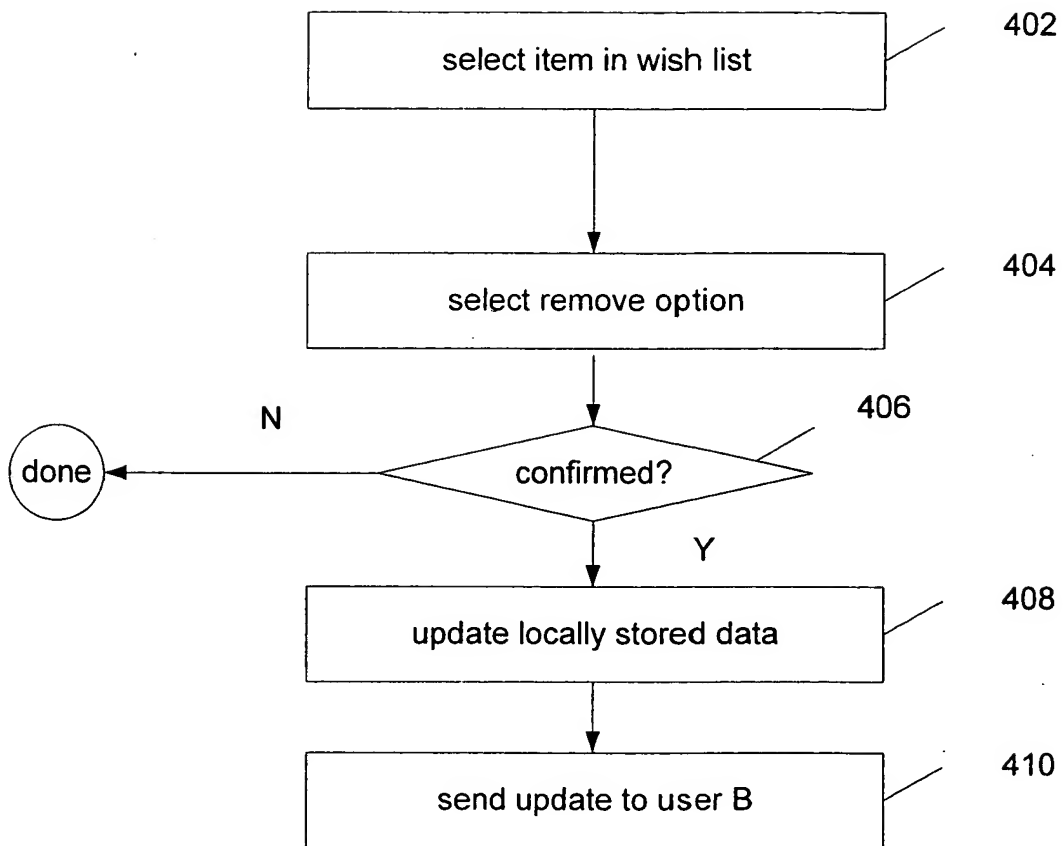 402
select item in wish list
404
select remove option
406
N
done
confirmed?
Y
408
update locally stored data
410
send update to user B